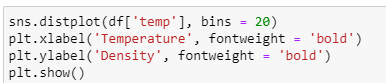 sns.distplot(df['temp'], bins = 20)
plt.xlabel('Temperature', fontweight = 'bold')
plt.ylabel('Density', fontweight = 'bold')
plt.show()